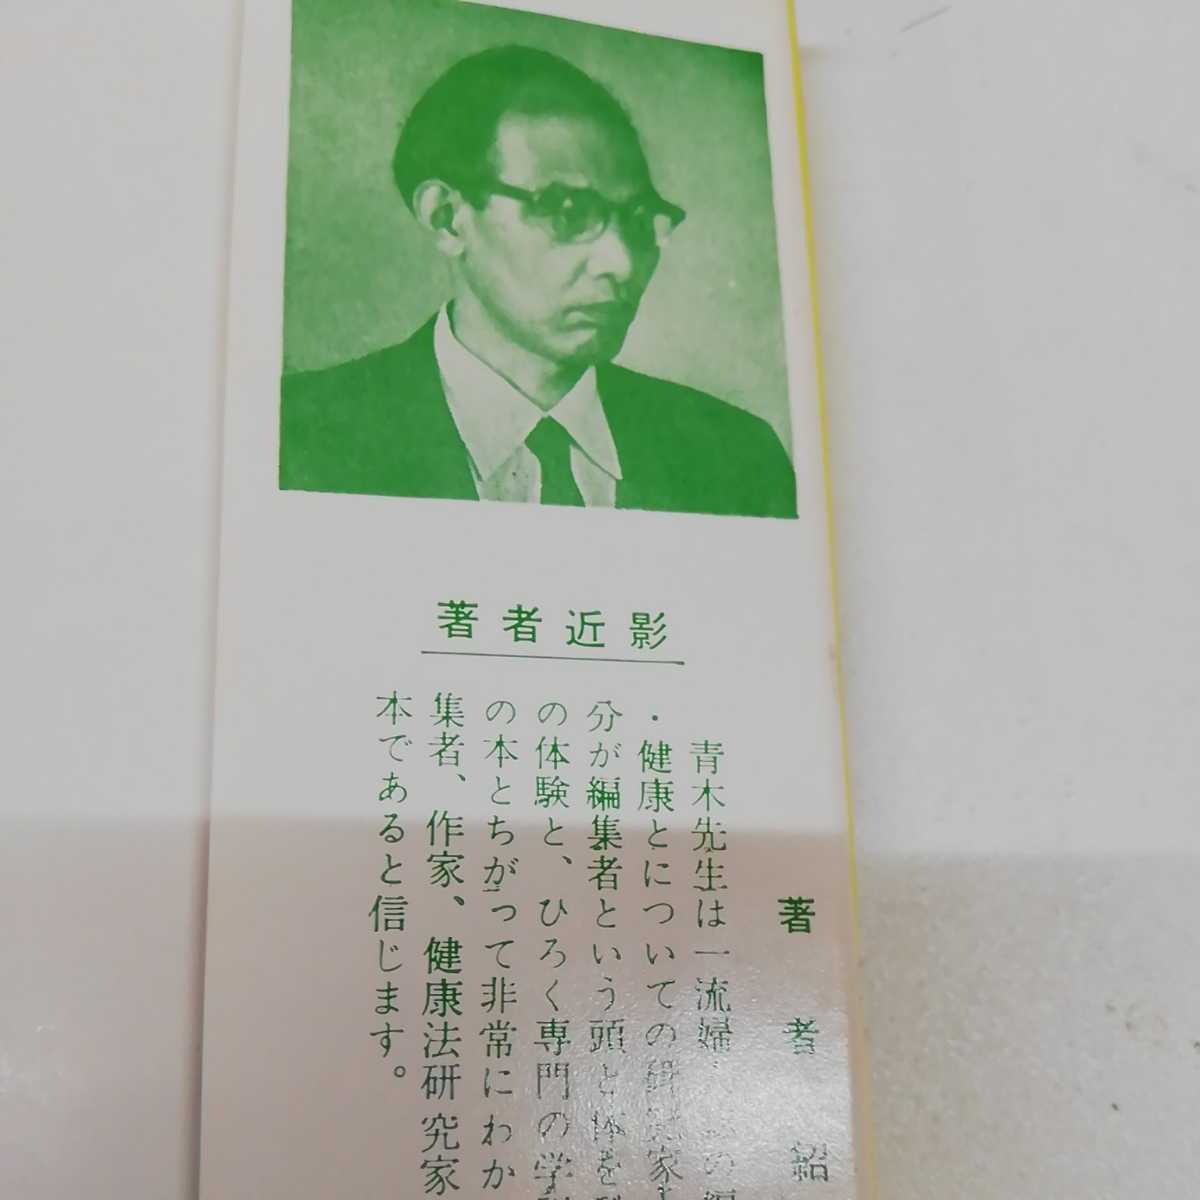 著者近影
著者紹
青木先生は一流婦
・健康とについての研究家
分が編集者という頭と体を
の体験と、ひろく専門の学
の本とちがって非常にわか
集者、作家、健康法研究家
本であると信じます。